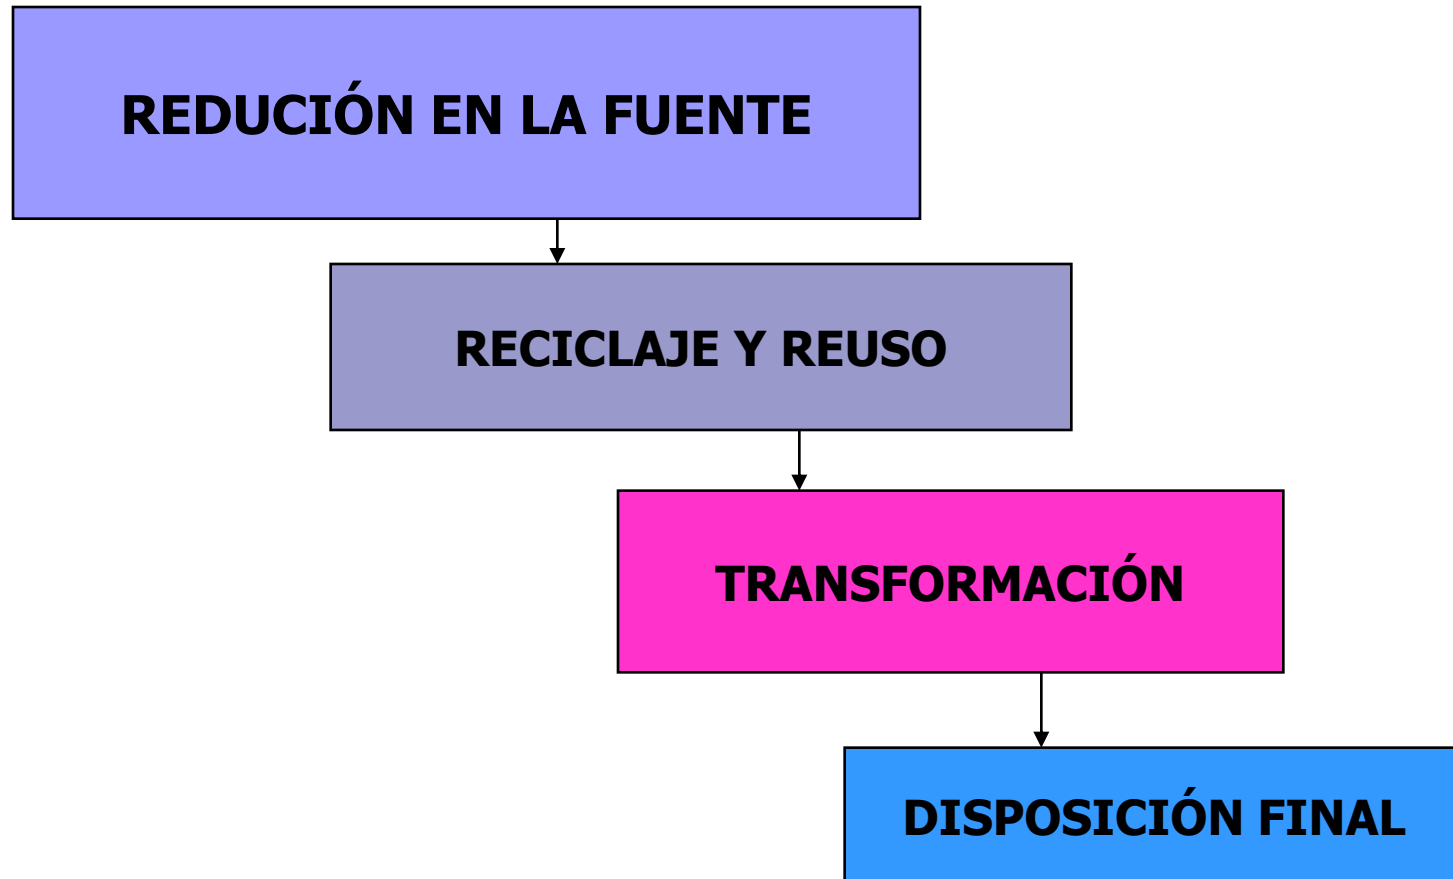 REDUCIÓN EN LA FUENTE
RECICLAJE Y REUSO
TRANSFORMACIÓN
DISPOSICIÓN FINAL